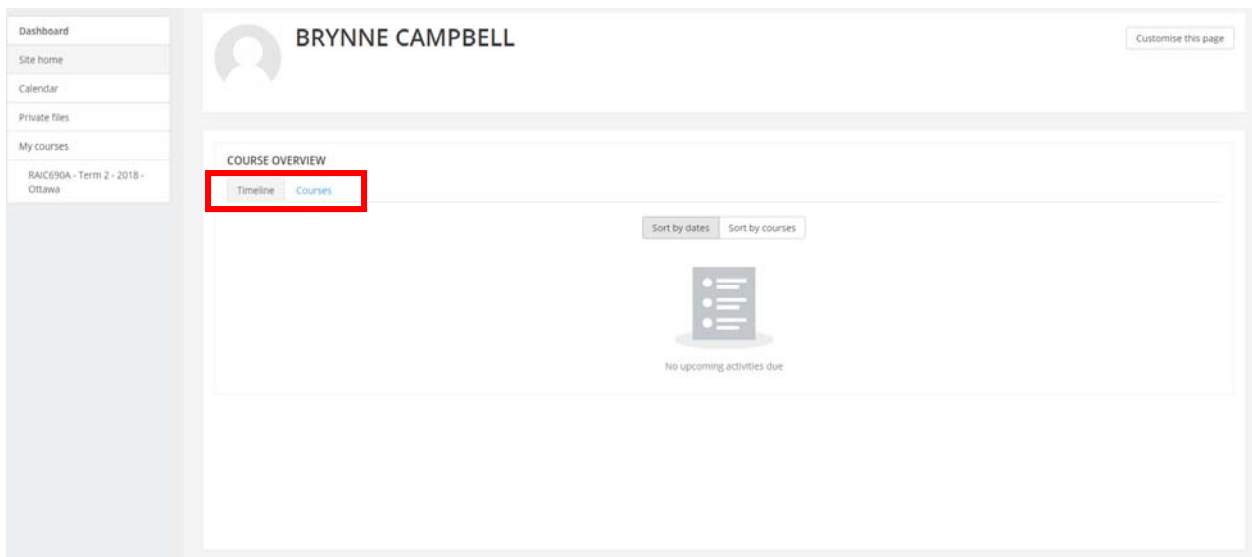 Dashboard
Site home
Calendar
Private files
My courses
RAIC690A - Term 2 - 2018 -
Ottawa
BRYNNE CAMPBELL
Customise this page
COURSE OVERVIEW
Timeline Courses
Sort by dates Sort by courses
No upcoming activities due